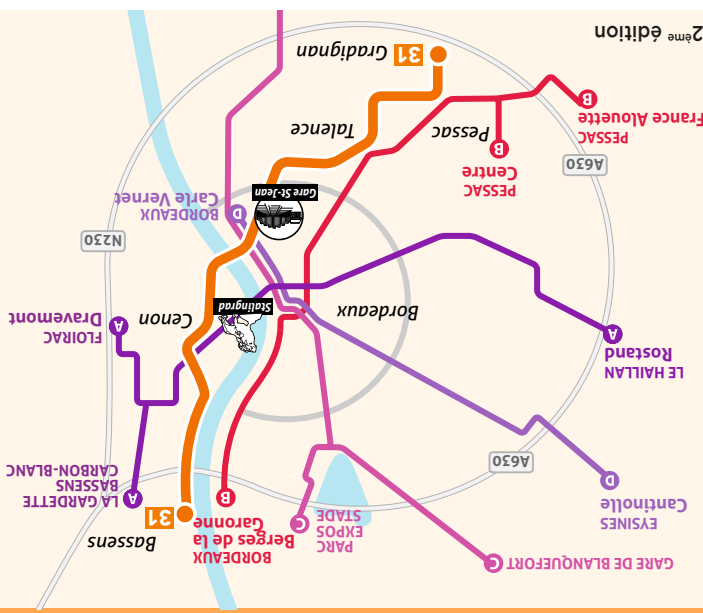 C GARE DE BLANQUEFORT
Bassens
31
BORDEAUX
Berges de la
Garonne
B
PARC
EXPOS
STADE
C
EYSINES
Cantinolle
D
LA GARDETTE
BASSENS
CARBON-BLANC
A
A630
LE HAILLAN
Rostand
A
FLOIRAC
Dravemont
A
Cenon
Bordeaux
Stalingrad
N230
BORDEAUX
Carle Vernet
D
Gare St-Jean
PESSAC
Centre
B
A630
Pessac
Talence
PESSAC
France Alouette
B
Gradignan
31
2ème édition